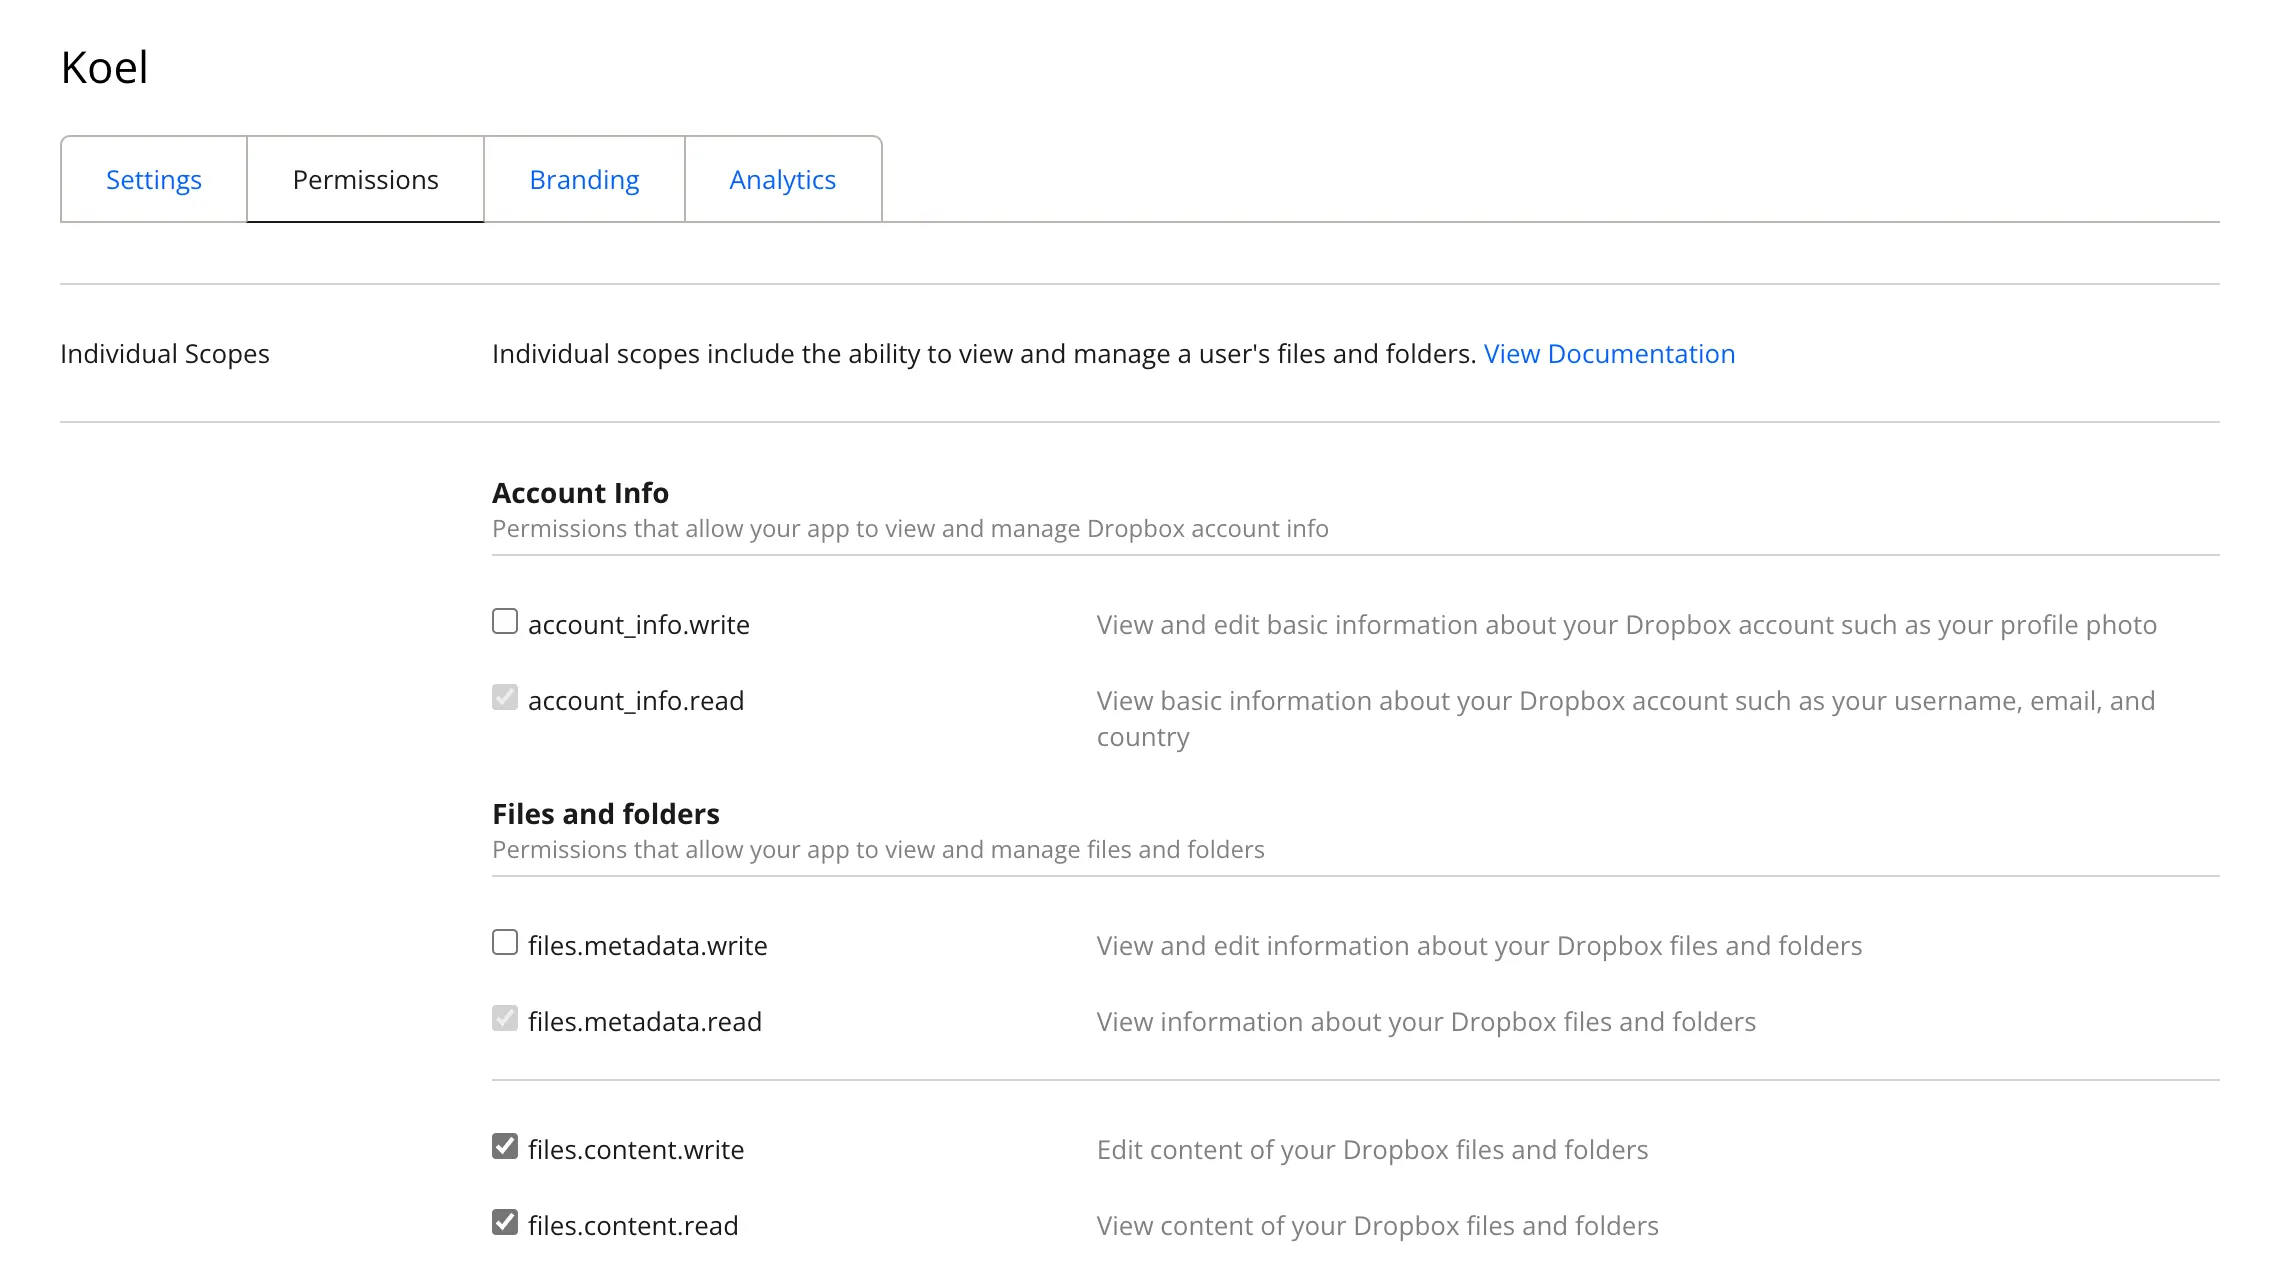 Koel
Settings
Permissions
Branding
Analytics
Individual Scopes
Individual scopes include the ability to view and manage a user's files and folders. View Documentation
Account Info
Permissions that allow your app to view and manage Dropbox account info
account_info.write
View and edit basic information about your Dropbox account such as your profile photo
account_info.read
View basic information about your Dropbox account such as your username, email, and
country
Files and folders
Permissions that allow your app to view and manage files and folders
files.metadata.write
View and edit information about your Dropbox files and folders
files.metadata.read
View information about your Dropbox files and folders
files.content.write
Edit content of your Dropbox files and folders
files.content.read
View content of your Dropbox files and folders